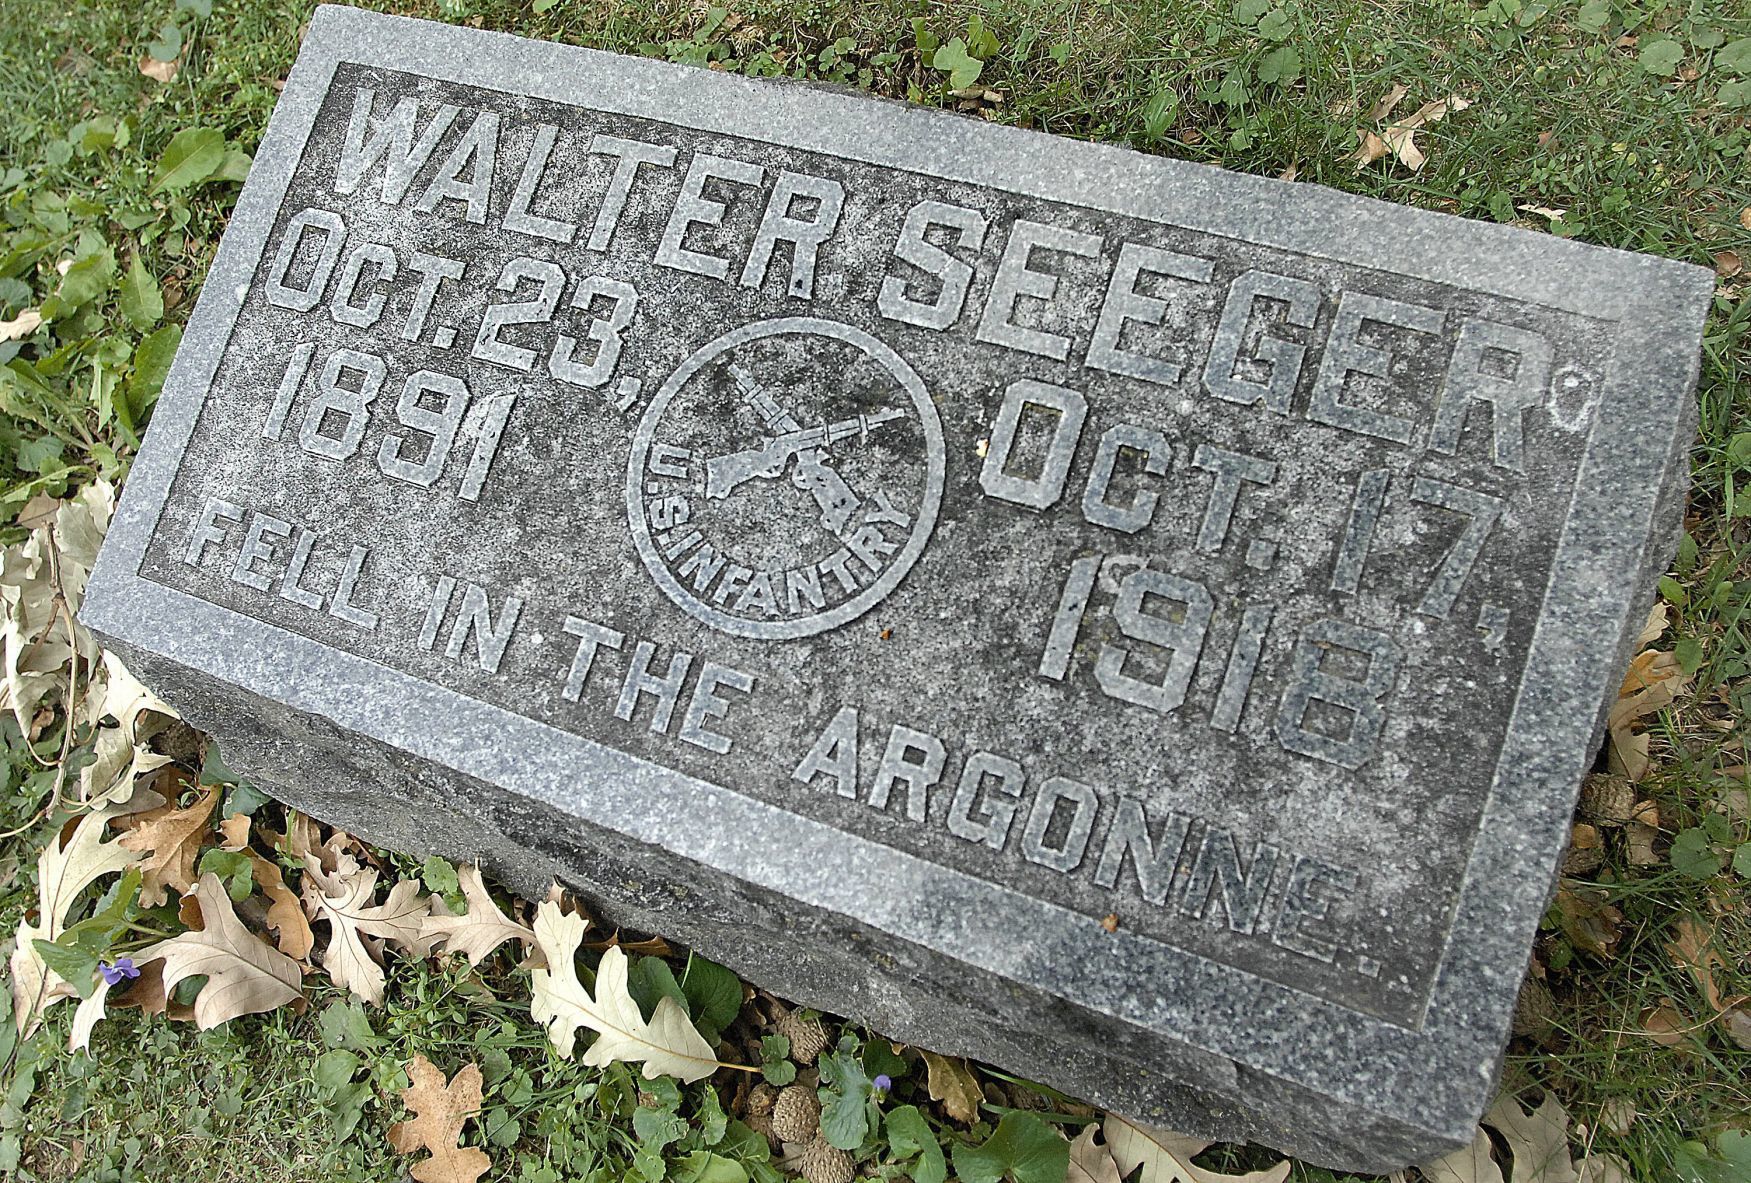 WALTER SEEGER
OCT. 23,
1891
U.S. INFANTRY
OCT. 17,
1918
FELL IN THE ARGONNE.